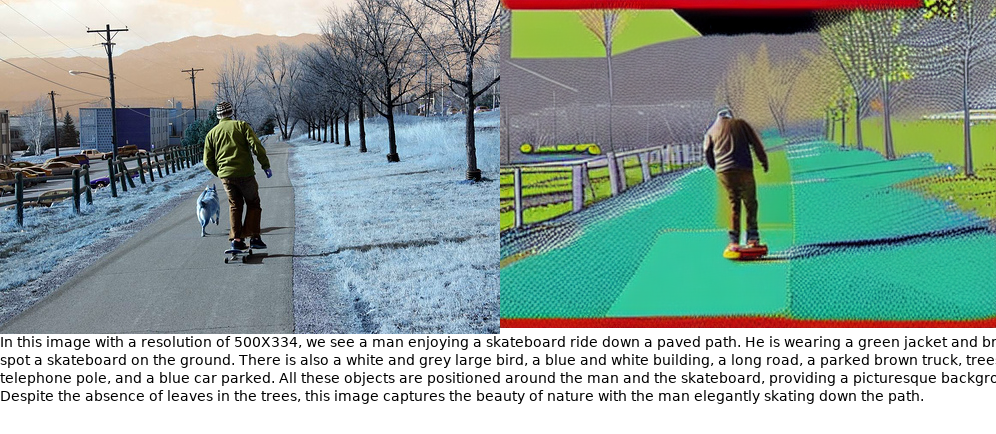 In this image with a resolution of 500X334, we see a man enjoying a skateboard ride down a paved path. He is wearing a green jacket and
spot a skateboard on the ground. There is also a white and grey large bird, a blue and white building, a long road, a parked brown truck,
telephone pole, and a blue car parked. All these objects are positioned around the man and the skateboard, providing a picturesque
Despite the absence of leaves in the trees, this image captures the beauty of nature with the man elegantly skating down the path.